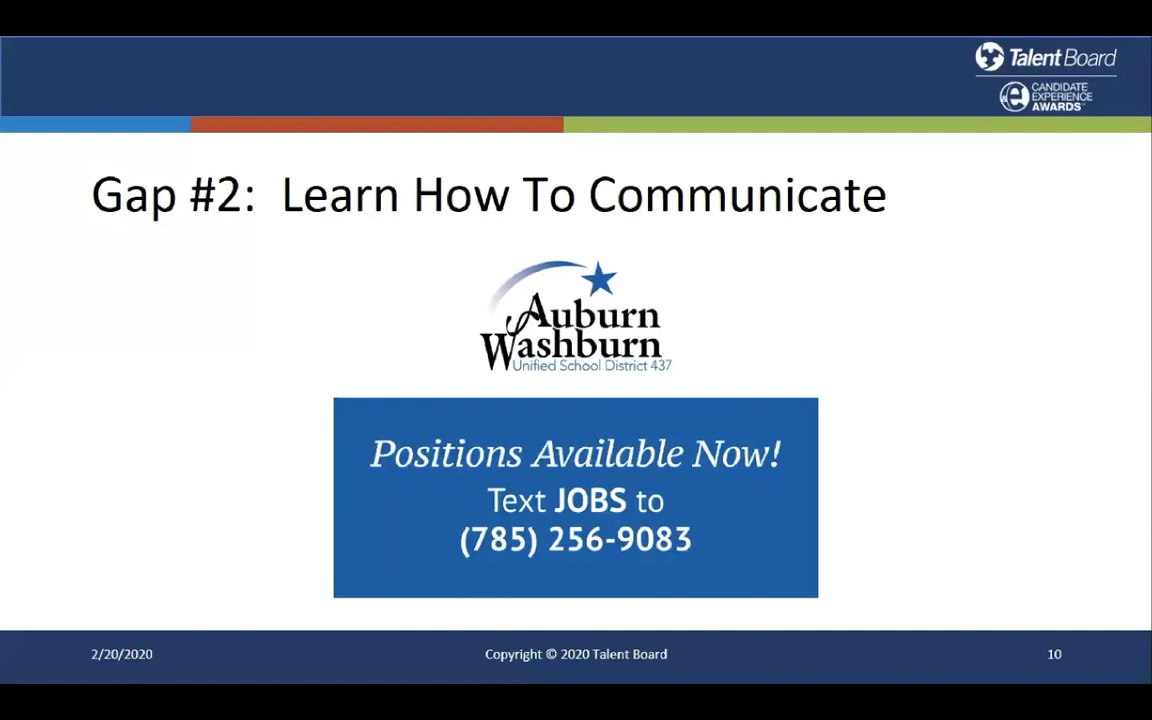 Talent Board
CANDIDATE
EXPERIENCE
AWARDS
Gap #2: Learn How To Communicate
Auburn
Washburn
Unified School District 437
Positions Available Now!
Text JOBS to
(785) 256-9083
2/20/2020
Copyright © 2020 Talent Board
10